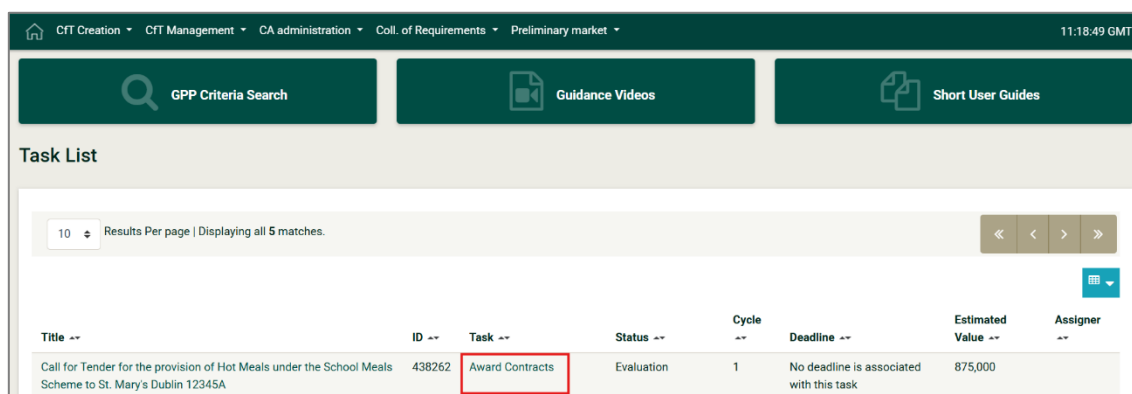 CfT Creation CfT Management CA administration Coll. of Requirements Preliminary market 11:18:49 GMT
GPP Criteria Search Guidance Videos Short User Guides
Task List
10 Results Per page | Displaying all 5 matches.
« < > »
Title ID Task Status Cycle Deadline Estimated Value Assigner
Call for Tender for the provision of Hot Meals under the School Meals 438262 Award Contracts Evaluation 1 No deadline is associated 875,000
Scheme to St. Mary's Dublin 12345A with this task